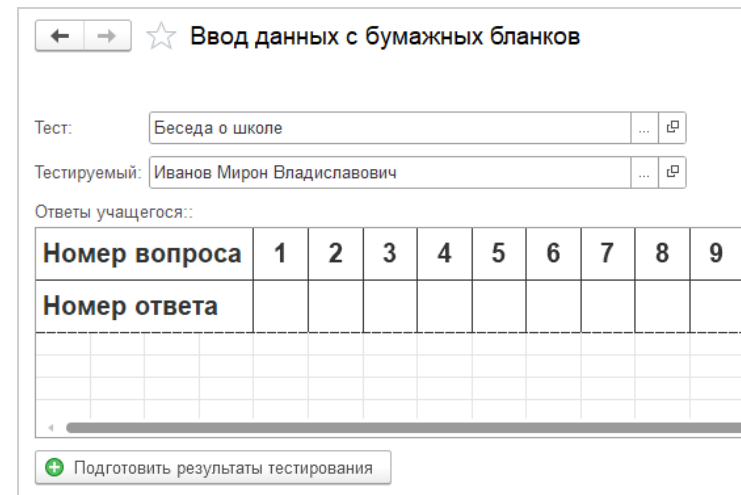 Ввод данных с бумажных бланков
Тест: Беседа о школе ...
Тестируемый: Иванов Мирон Владиславович ...
Ответы учащегося::
Номер вопроса 1 2 3 4 5 6 7 8 9
Номер ответа
Подготовить результаты тестирования